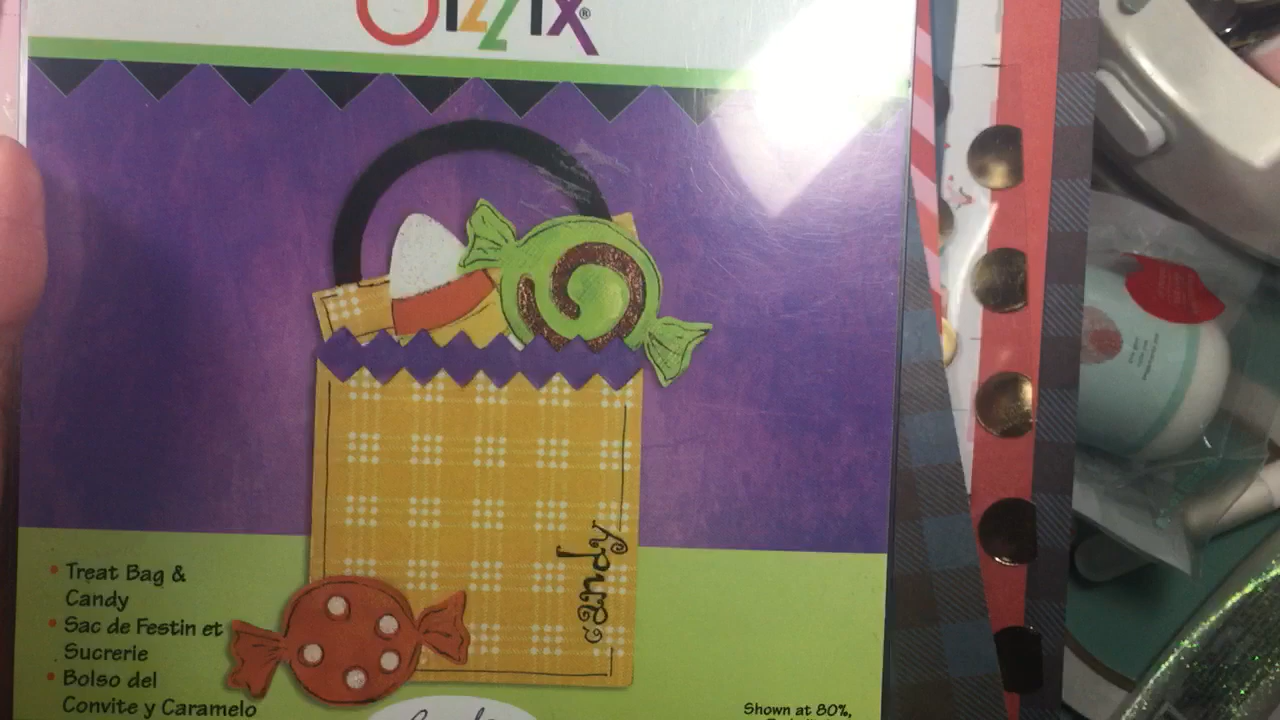 Sizzix®
• Treat Bag &
Candy
• Sac de Festin et
Sucrerie
• Bolso del
Convite y Caramelo
candy
Shown at 80%,